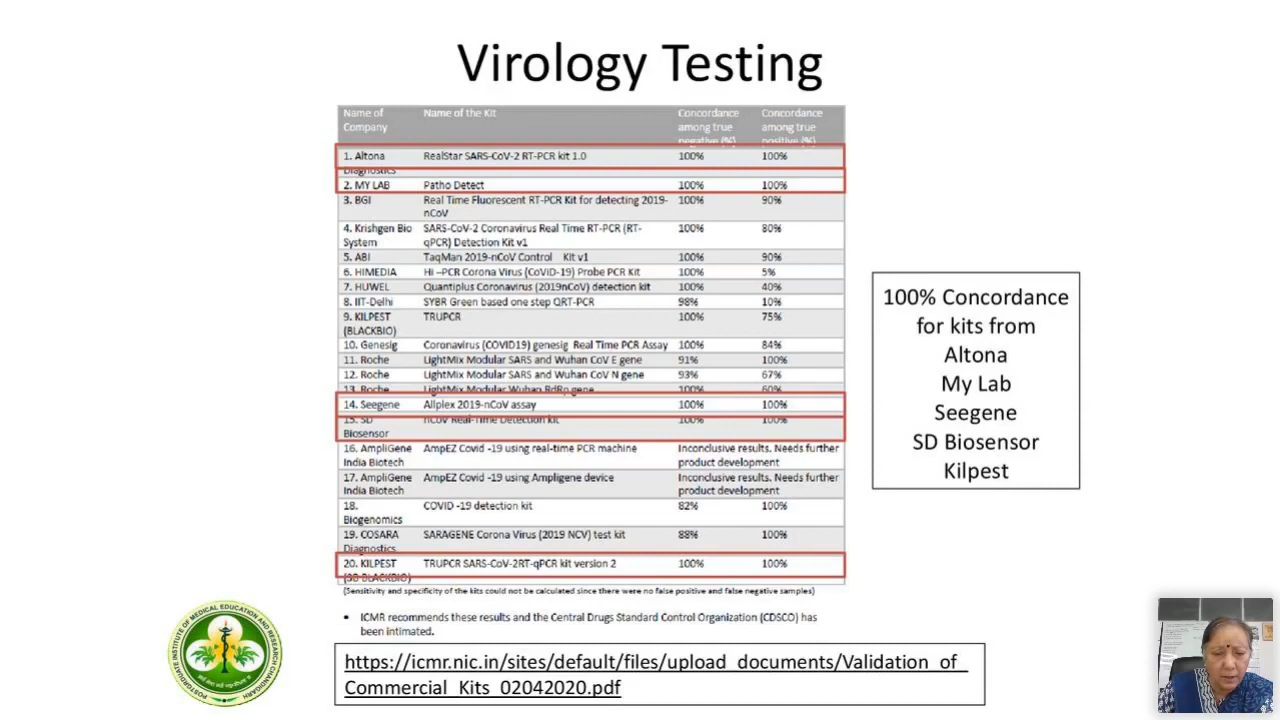 Virology Testing
Name of Company Name of the Kit Concordance among true negative (%) Concordance among true positive (%)
1. Altona Diagnostics RealStar SARS-CoV-2 RT-PCR kit 1.0 100% 100%
2. MY LAB Patho Detect 100% 100%
3. BGI Real Time Fluorescent RT-PCR Kit for detecting 2019-nCoV 100% 90%
4. Krishgen Bio System SARS-CoV-2 Coronavirus Real Time RT-PCR (RT-qPCR) Detection Kit v1 100% 80%
5. ABI TaqMan 2019-nCoV Control Kit v1 100% 90%
6. HIMEDIA Hi –PCR Corona Virus (CoViD-19) Probe PCR Kit 100% 5%
7. HUWEL Quantiplus Coronavirus (2019nCoV) detection kit 100% 40%
8. IIT-Delhi SYBR Green based one step QRT-PCR 98% 10%
9. KILPEST (BLACKBIO) TRUPCR 100% 75%
10. Genesig Coronavirus (COVID19) genesig Real Time PCR Assay 100% 84%
11. Roche LightMix Modular SARS and Wuhan CoV E gene 91% 100%
12. Roche LightMix Modular SARS and Wuhan CoV N gene 93% 67%
13. Roche LightMix Modular Wuhan RdRp gene 100% 60%
14. Seegene Allplex 2019-nCoV assay 100% 100%
15. SD Biosensor nCoV Real-Time Detection kit 100% 100%
16. AmpliGene India Biotech AmpEZ Covid -19 using real-time PCR machine Inconclusive results. Needs further product development
17. AmpliGene India Biotech AmpEZ Covid -19 using Ampligene device Inconclusive results. Needs further product development
18. Biogenomics COVID -19 detection kit 82% 100%
19. COSARA Diagnostics SARAGENE Corona Virus (2019 NCV) test kit 88% 100%
20. KILPEST (3B BLACKBIO) TRUPCR SARS-CoV-2RT-qPCR kit version 2 100% 100%
(Sensitivity and specificity of the kits could not be calculated since there were no false positive and false negative samples)
• ICMR recommends these results and the Central Drugs Standard Control Organization (CDSCO) has
been intimated.
100% Concordance
for kits from
Altona
My Lab
Seegene
SD Biosensor
Kilpest
https://icmr.nic.in/sites/default/files/upload_documents/Validation_of_
Commercial_Kits_02042020.pdf
POSTGRADUATE INSTITUTE OF MEDICAL EDUCATION AND RESEARCH CHANDIGARH